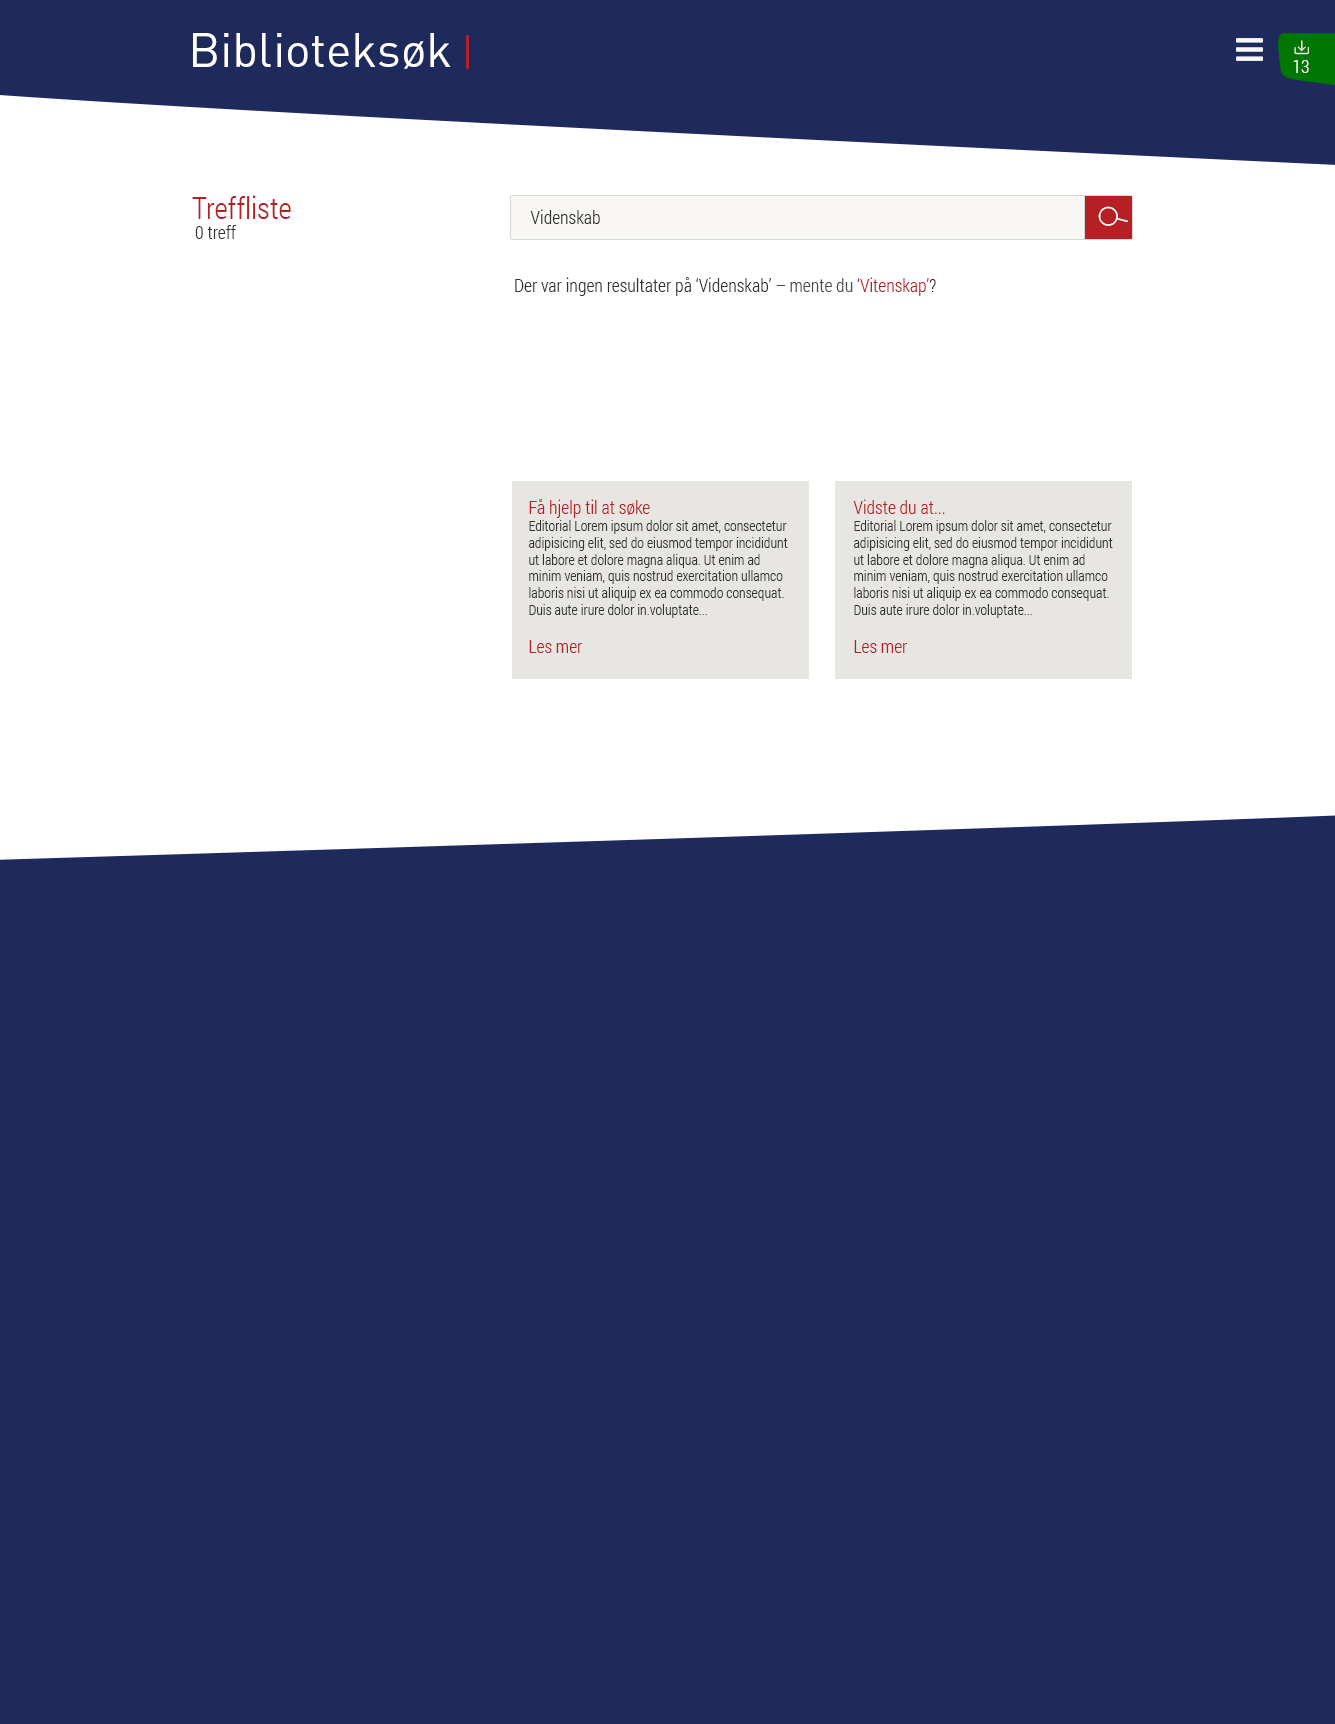 Biblioteksøk
13
Treffliste
0 treff
Videnskab
Der var ingen resultater på ‘Videnskab’ – mente du ‘Vitenskap’?
Få hjelp til at søke
Editorial Lorem ipsum dolor sit amet, consectetur
adipisicing elit, sed do eiusmod tempor incididunt
ut labore et dolore magna aliqua. Ut enim ad
minim veniam, quis nostrud exercitation ullamco
laboris nisi ut aliquip ex ea commodo consequat.
Duis aute irure dolor in.voluptate...
Les mer
Vidste du at...
Editorial Lorem ipsum dolor sit amet, consectetur
adipisicing elit, sed do eiusmod tempor incididunt
ut labore et dolore magna aliqua. Ut enim ad
minim veniam, quis nostrud exercitation ullamco
laboris nisi ut aliquip ex ea commodo consequat.
Duis aute irure dolor in.voluptate...
Les mer